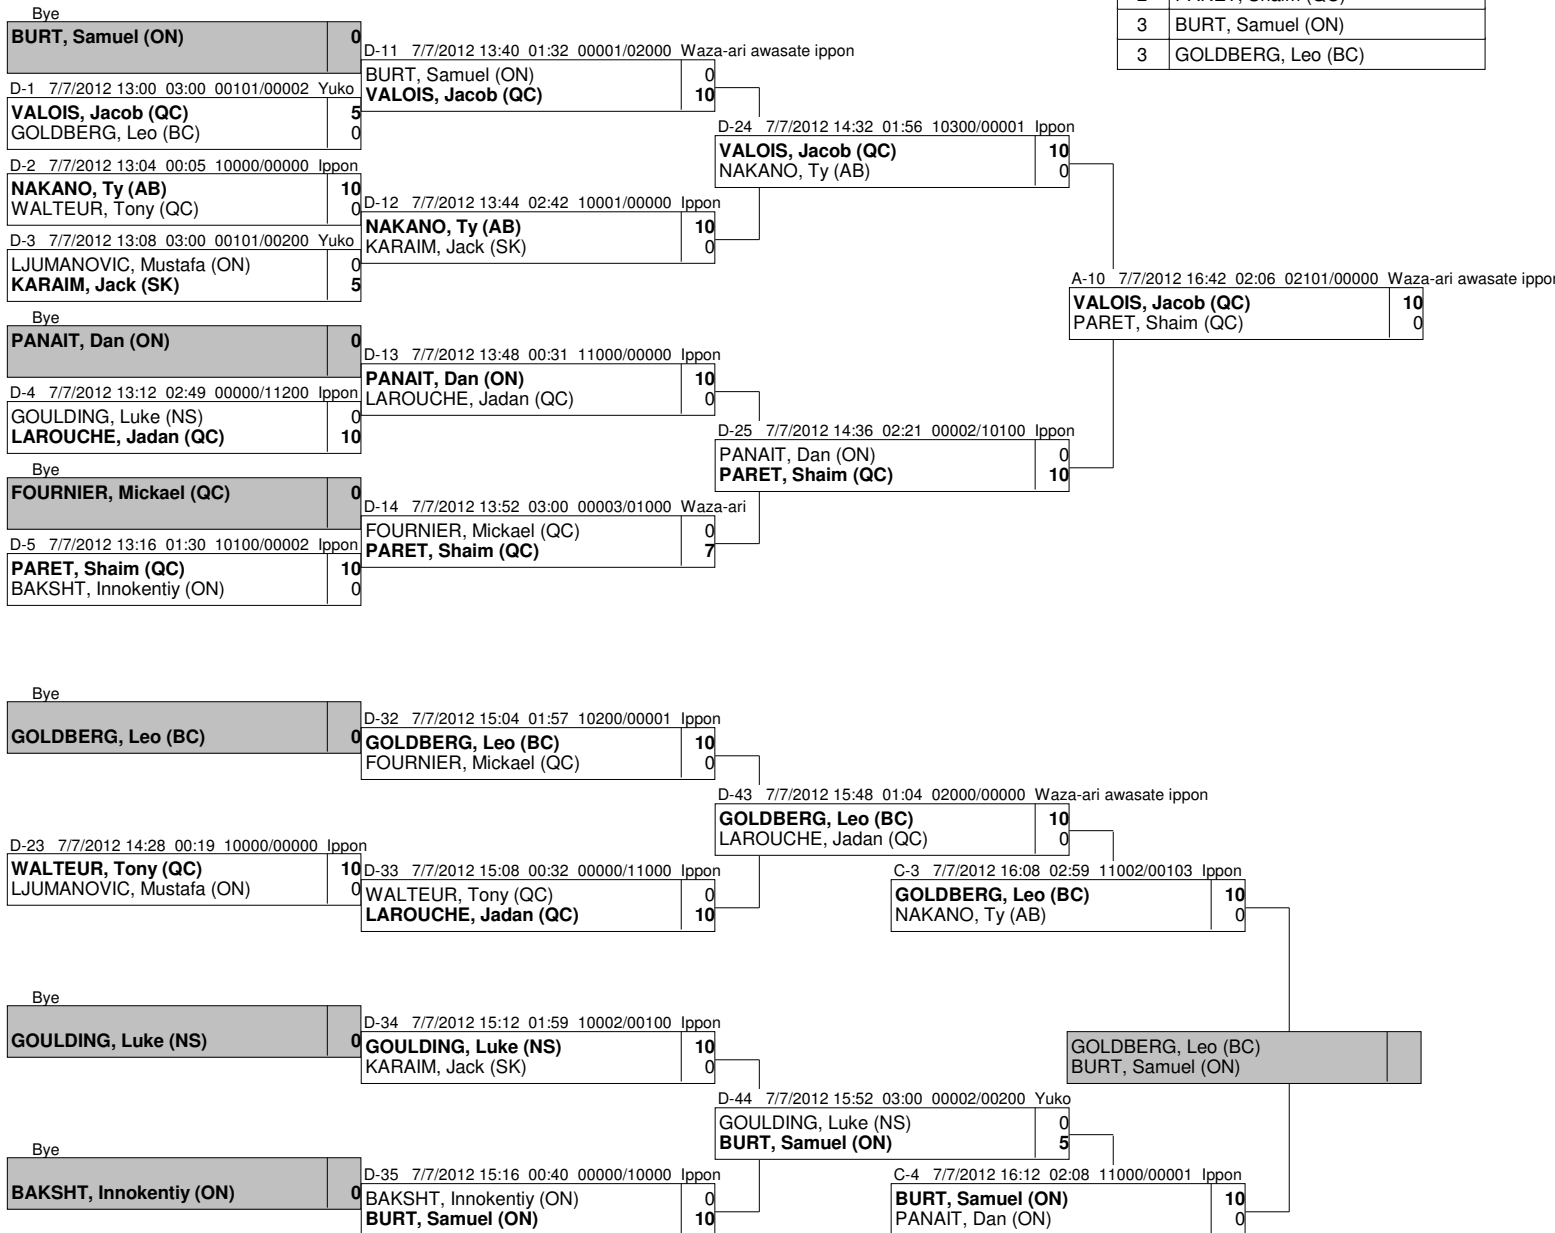 2 PARET, Shaim (QC)
3 BURT, Samuel (ON)
3 GOLDBERG, Leo (BC)
Bye
BURT, Samuel (ON) 0
D-1 7/7/2012 13:00 03:00 00101/00002 Yuko
VALOIS, Jacob (QC) 5
GOLDBERG, Leo (BC) 0
D-2 7/7/2012 13:04 00:05 10000/00000 Ippon
NAKANO, Ty (AB) 10
WALTEUR, Tony (QC) 0
D-3 7/7/2012 13:08 03:00 00101/00200 Yuko
LJUMANOVIC, Mustafa (ON) 0
KARAIM, Jack (SK) 5
Bye
PANAIT, Dan (ON) 0
D-4 7/7/2012 13:12 02:49 00000/11200 Ippon
GOULDING, Luke (NS) 0
LAROUCHE, Jadan (QC) 10
Bye
FOURNIER, Mickael (QC) 0
D-5 7/7/2012 13:16 01:30 10100/00002 Ippon
PARET, Shaim (QC) 10
BAKSHT, Innokentiy (ON) 0
D-11 7/7/2012 13:40 01:32 00001/02000 Waza-ari awasate ippon
BURT, Samuel (ON) 0
VALOIS, Jacob (QC) 10
D-12 7/7/2012 13:44 02:42 10001/00000 Ippon
NAKANO, Ty (AB) 10
KARAIM, Jack (SK) 0
D-13 7/7/2012 13:48 00:31 11000/00000 Ippon
PANAIT, Dan (ON) 10
LAROUCHE, Jadan (QC) 0
D-14 7/7/2012 13:52 03:00 00003/01000 Waza-ari
FOURNIER, Mickael (QC) 0
PARET, Shaim (QC) 7
D-24 7/7/2012 14:32 01:56 10300/00001 Ippon
VALOIS, Jacob (QC) 10
NAKANO, Ty (AB) 0
D-25 7/7/2012 14:36 02:21 00002/10100 Ippon
PANAIT, Dan (ON) 0
PARET, Shaim (QC) 10
A-10 7/7/2012 16:42 02:06 02101/00000 Waza-ari awasate ippon
VALOIS, Jacob (QC) 10
PARET, Shaim (QC) 0
Bye
GOLDBERG, Leo (BC) 0
D-23 7/7/2012 14:28 00:19 10000/00000 Ippon
WALTEUR, Tony (QC) 10
LJUMANOVIC, Mustafa (ON) 0
Bye
GOULDING, Luke (NS) 0
Bye
BAKSHT, Innokentiy (ON) 0
D-32 7/7/2012 15:04 01:57 10200/00001 Ippon
GOLDBERG, Leo (BC) 10
FOURNIER, Mickael (QC) 0
D-33 7/7/2012 15:08 00:32 00000/11000 Ippon
WALTEUR, Tony (QC) 0
LAROUCHE, Jadan (QC) 10
D-34 7/7/2012 15:12 01:59 10002/00100 Ippon
GOULDING, Luke (NS) 10
KARAIM, Jack (SK) 0
D-35 7/7/2012 15:16 00:40 00000/10000 Ippon
BAKSHT, Innokentiy (ON) 0
BURT, Samuel (ON) 10
D-43 7/7/2012 15:48 01:04 02000/00000 Waza-ari awasate ippon
GOLDBERG, Leo (BC) 10
LAROUCHE, Jadan (QC) 0
D-44 7/7/2012 15:52 03:00 00002/00200 Yuko
GOULDING, Luke (NS) 0
BURT, Samuel (ON) 5
C-3 7/7/2012 16:08 02:59 11002/00103 Ippon
GOLDBERG, Leo (BC) 10
NAKANO, Ty (AB) 0
C-4 7/7/2012 16:12 02:08 11000/00001 Ippon
BURT, Samuel (ON) 10
PANAIT, Dan (ON) 0
GOLDBERG, Leo (BC)
BURT, Samuel (ON)